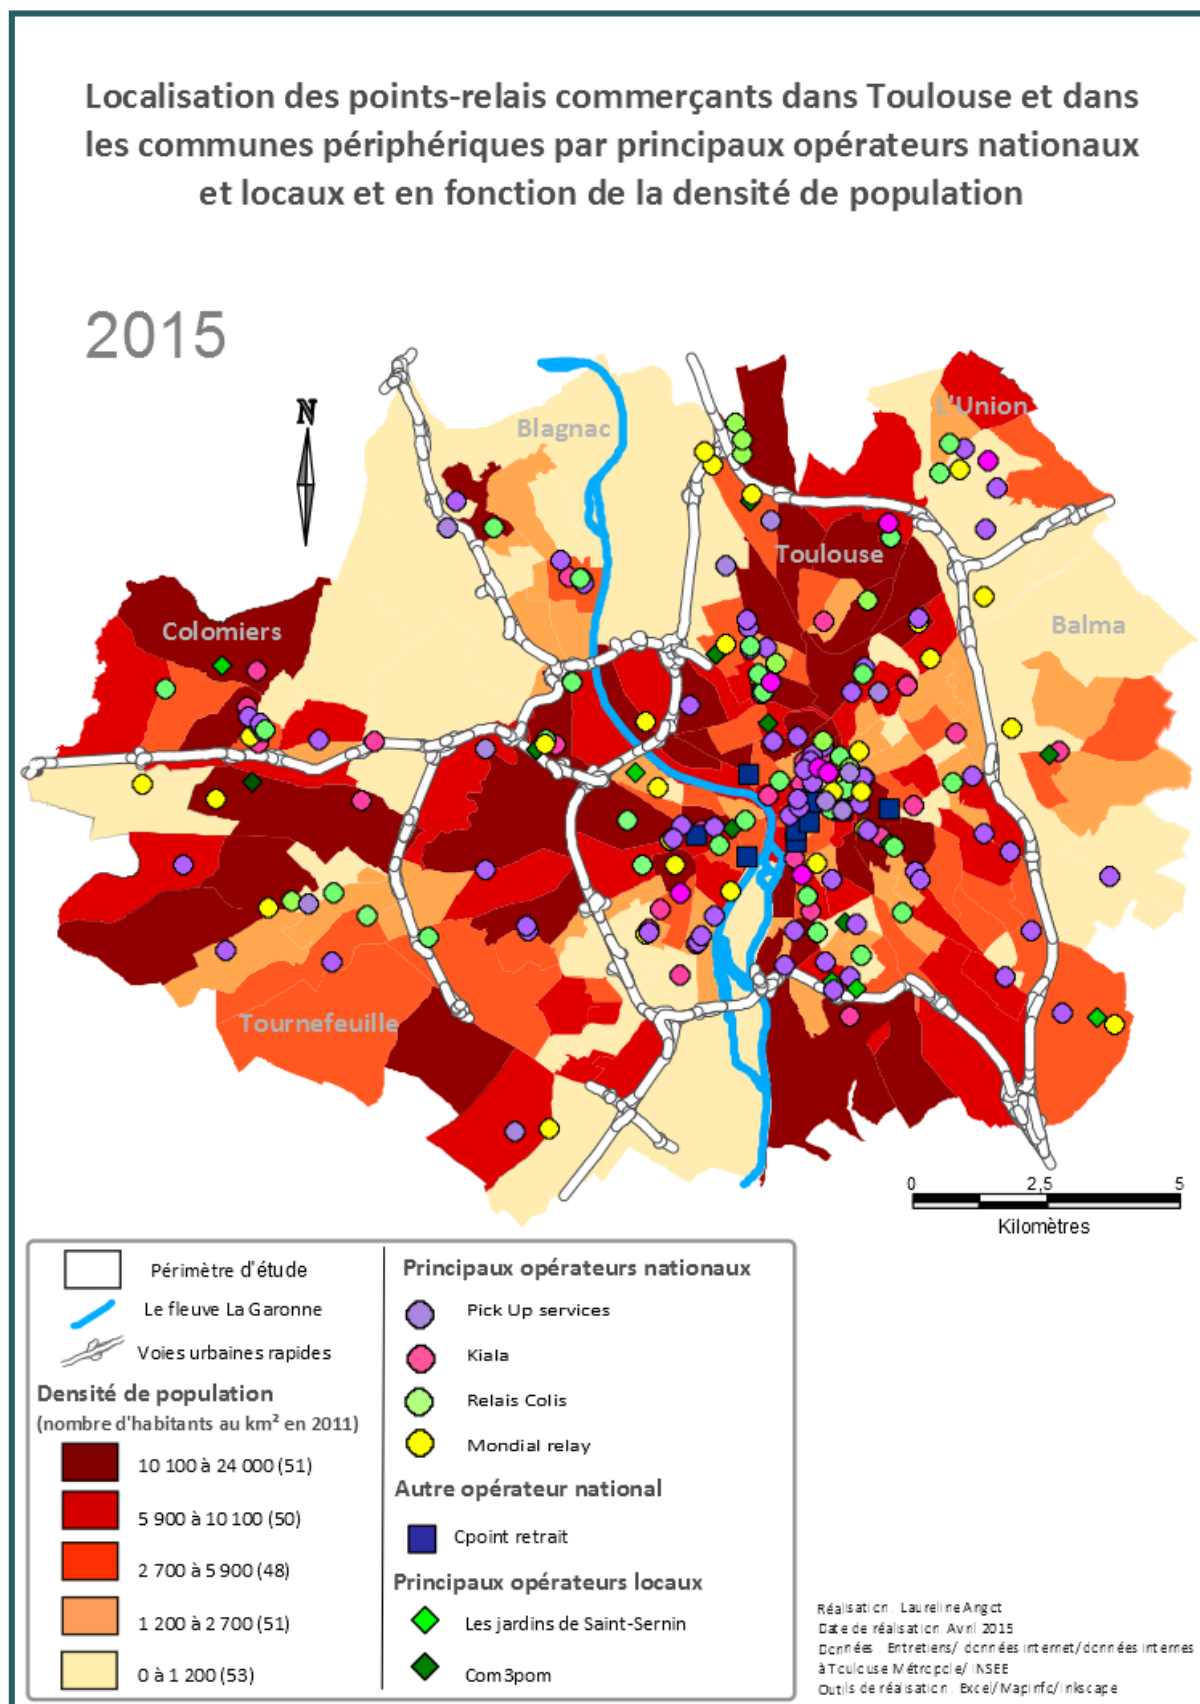 Localisation des points-relais commerçants dans Toulouse et dans
les communes périphériques par principaux opérateurs nationaux
et locaux et en fonction de la densité de population
2015
N
Blagnac
L'Union
Toulouse
Colomiers
Balma
Tournefeuille
0 2,5 5
Kilomètres
Périmètre d'étude
Le fleuve La Garonne
Voies urbaines rapides
Densité de population
(nombre d'habitants au km² en 2011)
10 100 à 24 000 (51)
5 900 à 10 100 (50)
2 700 à 5 900 (48)
1 200 à 2 700 (51)
0 à 1 200 (53)
Principaux opérateurs nationaux
Pick Up services
Kiala
Relais Colis
Mondial relay
Autre opérateur national
Cpoint retrait
Principaux opérateurs locaux
Les jardins de Saint-Sernin
Com3pom
Réalisation : Laureline Angot
Date de réalisation: Avril 2015
Données : Entretiens/ données internet/données internes
à Toulouse Métropole/ INSEE
Outils de réalisation : Excel/Mapinfo/Inkscape